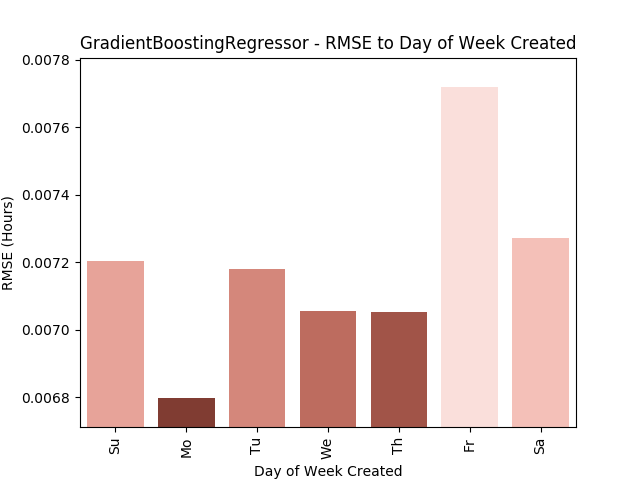 GradientBoostingRegressor - RMSE to Day of Week Created
0.0078
0.0076
0.0074
0.0072
0.0070
0.0068
RMSE (Hours)
Su
Mo
Tu
We
Th
Fr
Sa
Day of Week Created